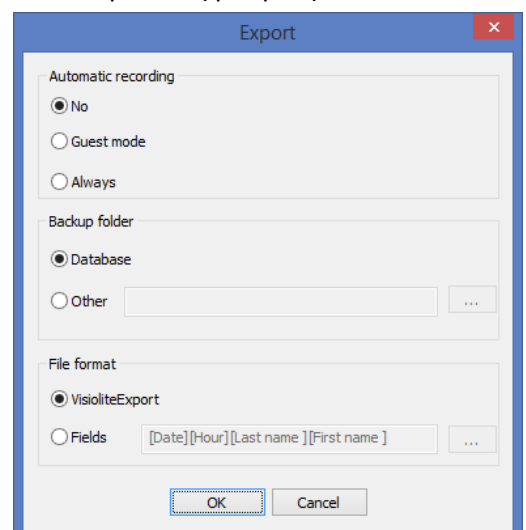 Export
Automatic recording
No
Guest mode
Always
Backup folder
Database
Other
...
File format
VisioliteExport
Fields [Date][Hour][Last name ][First name ]
...
OK Cancel